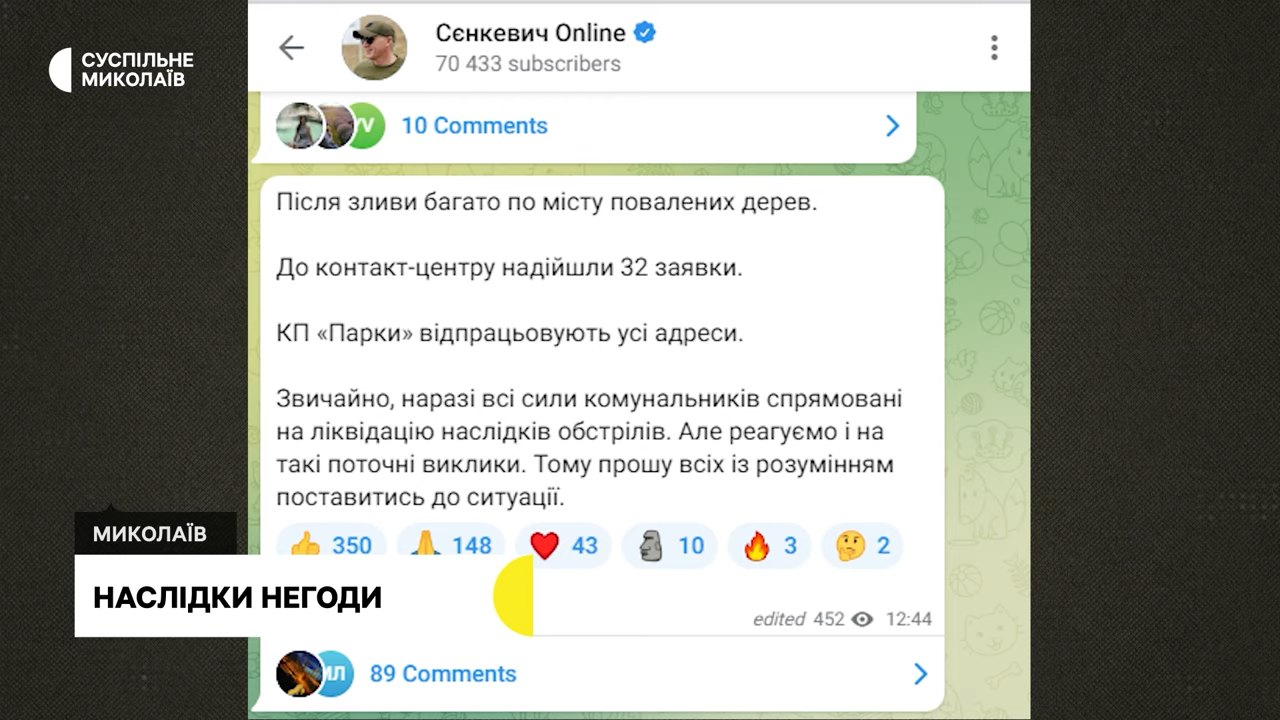 СУСПІЛЬНЕ
МИКОЛАЇВ
Сєнкевич Online
70 433 subscribers
10 Comments
Після зливи багато по місту повалених дерев.
До контакт-центру надійшли 32 заявки.
КП «Парки» відпрацьовують усі адреси.
Звичайно, наразі всі сили комунальників спрямовані
на ліквідацію наслідків обстрілів. Але реагуємо і на
такі поточні виклики. Тому прошу всіх із розумінням
поставитись до ситуації.
350 148 43 10 3 2
МИКОЛАЇВ
НАСЛІДКИ НЕГОДИ
edited 452 12:44
89 Comments